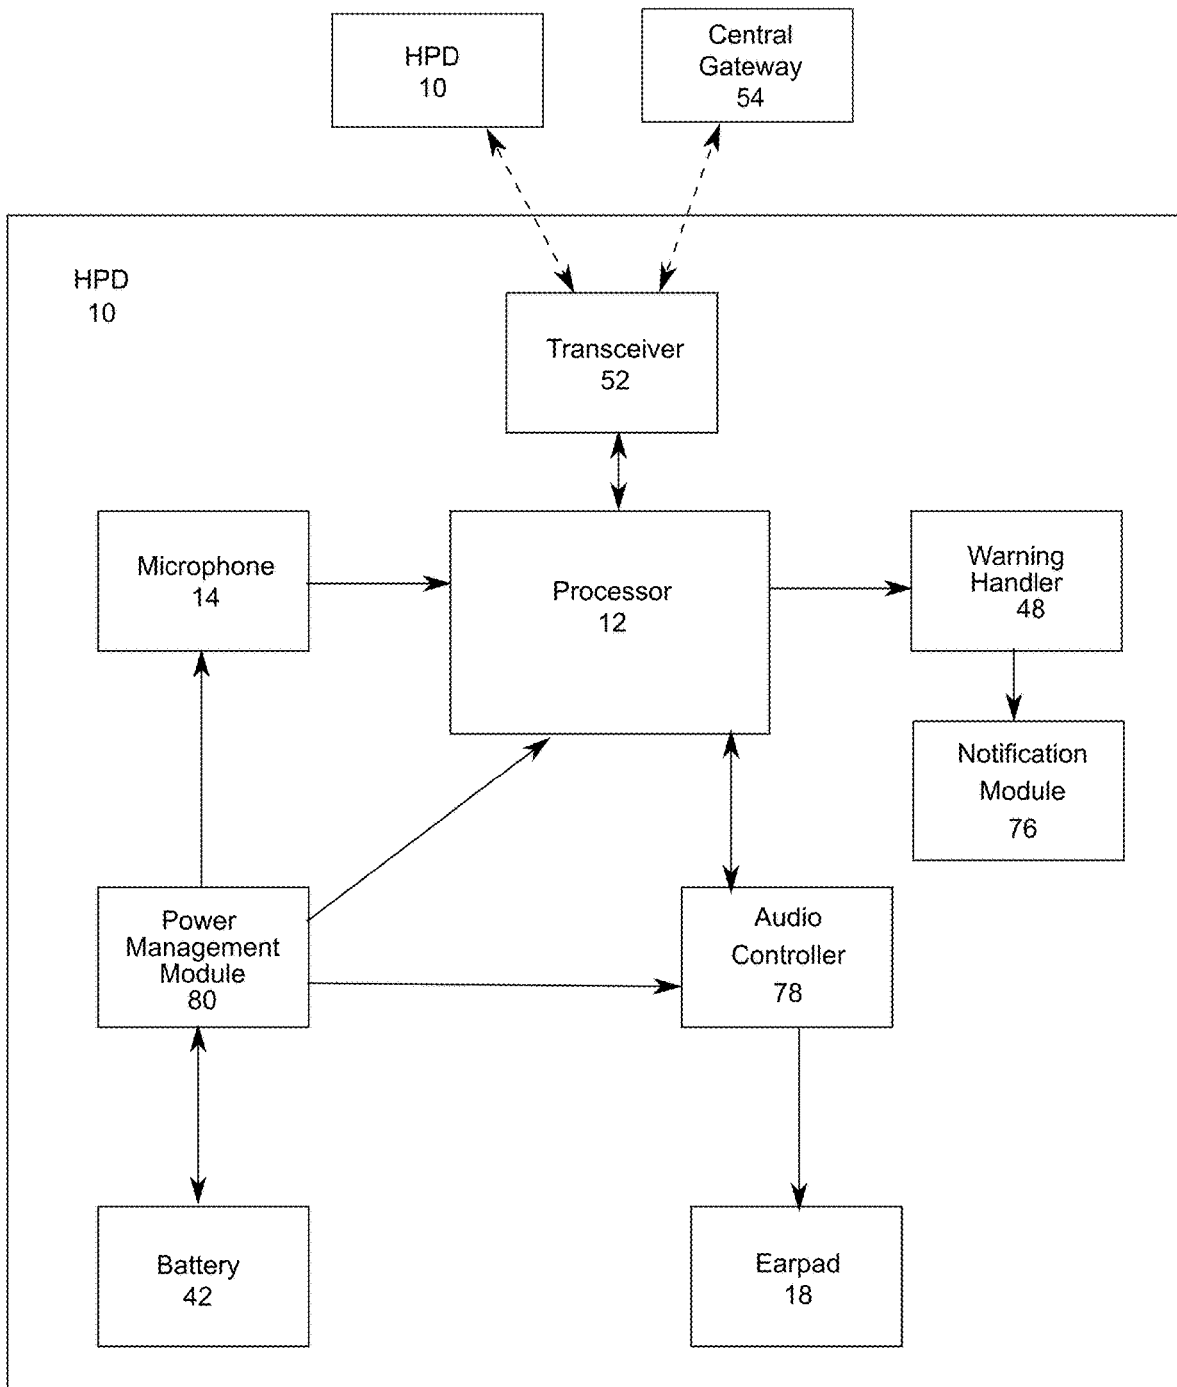 HPD
10
Central
Gateway
54
HPD
10
Transceiver
52
Microphone
14
Processor
12
Warning
Handler
48
Notification
Module
76
Power
Management
Module
80
Audio
Controller
78
Battery
42
Earpad
18